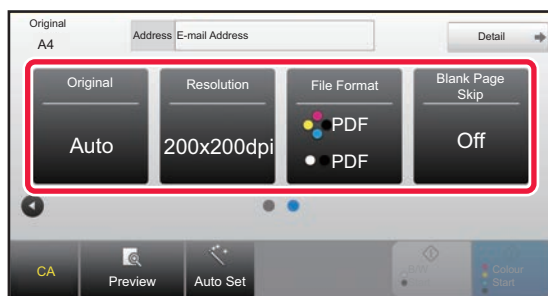 Original
A4
Address E-mail Address
Detail
Original
Resolution
File Format
Blank Page
Skip
Auto
200x200dpi
PDF
PDF
Off
CA
Preview
Auto Set
B/W
Colour
Start